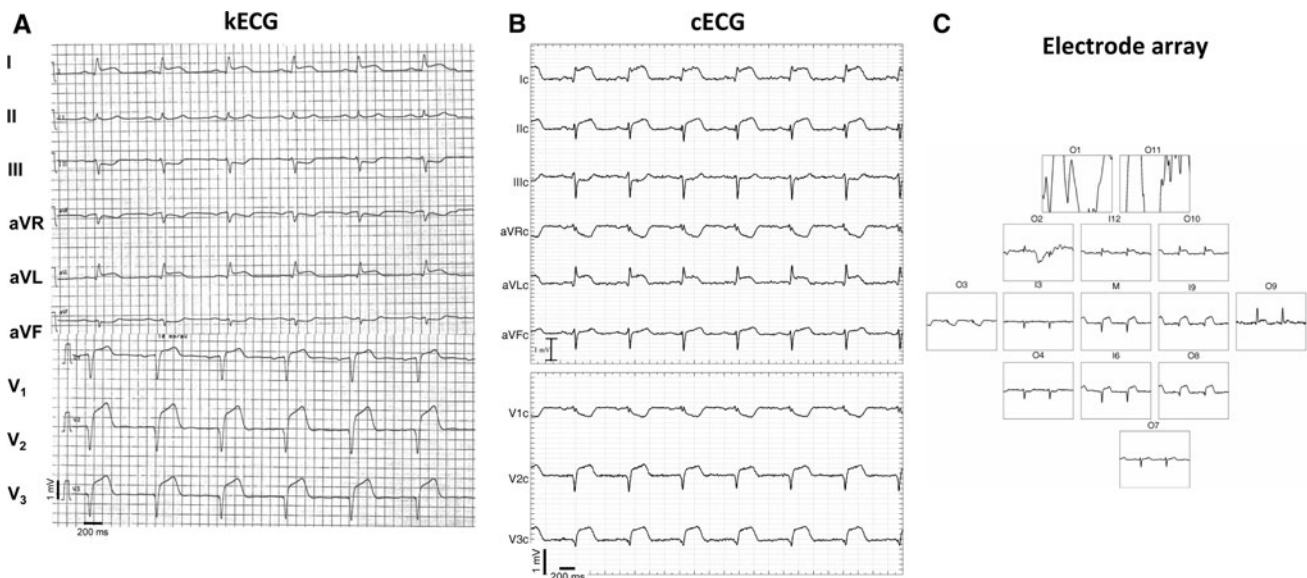 A
kECG
I
II
III
aVR
aVL
aVF
V1
V2
V3
1 mV
200 ms
B
cECG
Ic
IIc
IIIc
aVRc
aVLc
aVFc
1 mV
V1c
V2c
V3c
1 mV
200 ms
C
Electrode array
O1 O11
O2 I12 O10
O3 I3 M I9 O9
O4 I6 O8
O7